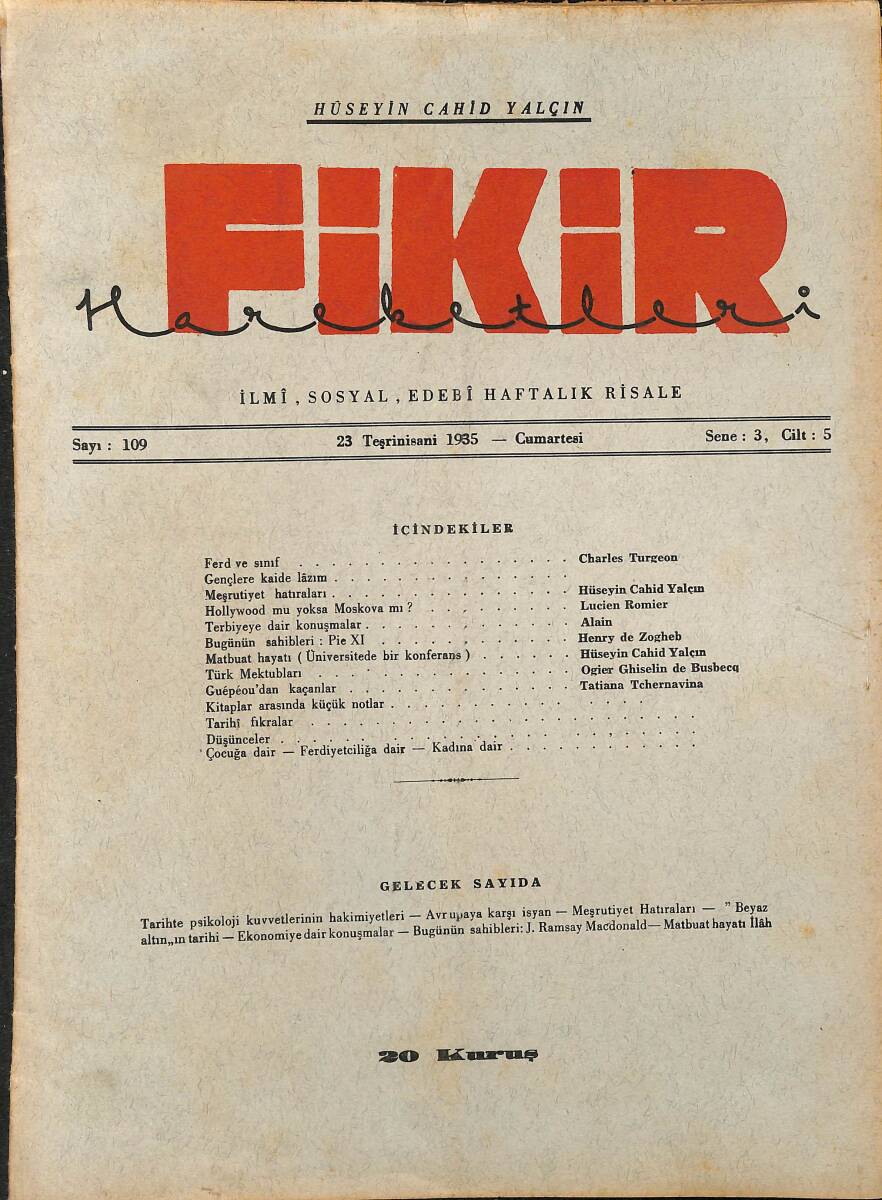 HÜSEYİN CAHİD YALÇIN
FİKİR
Hareketleri
İLMÎ , SOSYAL , EDEBÎ HAFTALIK RİSALE
Sayı : 109 23 Teşrinisani 1935 — Cumartesi Sene : 3, Cilt : 5
İCİNDEKİLER
Ferd ve sınıf . . . . . . . . . . . . . . . . . Charles Turgeon
Gençlere kaide lâzım . . . . . . . . . . . . . . .
Meşrutiyet hatıraları . . . . . . . . . . . . . . . Hüseyin Cahid Yalçın
Hollywood mu yoksa Moskova mı ? . . . . . . . . . Lucien Romier
Terbiyeye dair konuşmalar . . . . . . . . . . . . . Alain
Bugünün sahibleri : Pie XI . . . . . . . . . . . . Henry de Zogheb
Matbuat hayatı ( Üniversitede bir konferans ) . . . . . . Hüseyin Cahid Yalçın
Türk Mektubları . . . . . . . . . . . . . . . . Ogier Ghiselin de Busbecq
Guépéou'dan kaçanlar . . . . . . . . . . . . . . Tatiana Tchernavina
Kitaplar arasında küçük notlar . . . . . . . . . . . . . .
Tarihî fıkralar . . . . . . . . . . . . . . . . . . . . .
Düşünceler . . . . . . . . . . . . . . . . . . . . . .
Çocuğa dair — Ferdiyetciliğa dair — Kadına dair . . . . . . . . . .
GELECEK SAYIDA
Tarihte psikoloji kuvvetlerinin hakimiyetleri — Avrupaya karşı isyan — Meşrutiyet Hatıraları — " Beyaz
altın„ın tarihi — Ekonomiye dair konuşmalar — Bugünün sahibleri: J. Ramsay Macdonald— Matbuat hayatı İlâh
20 Kuruş